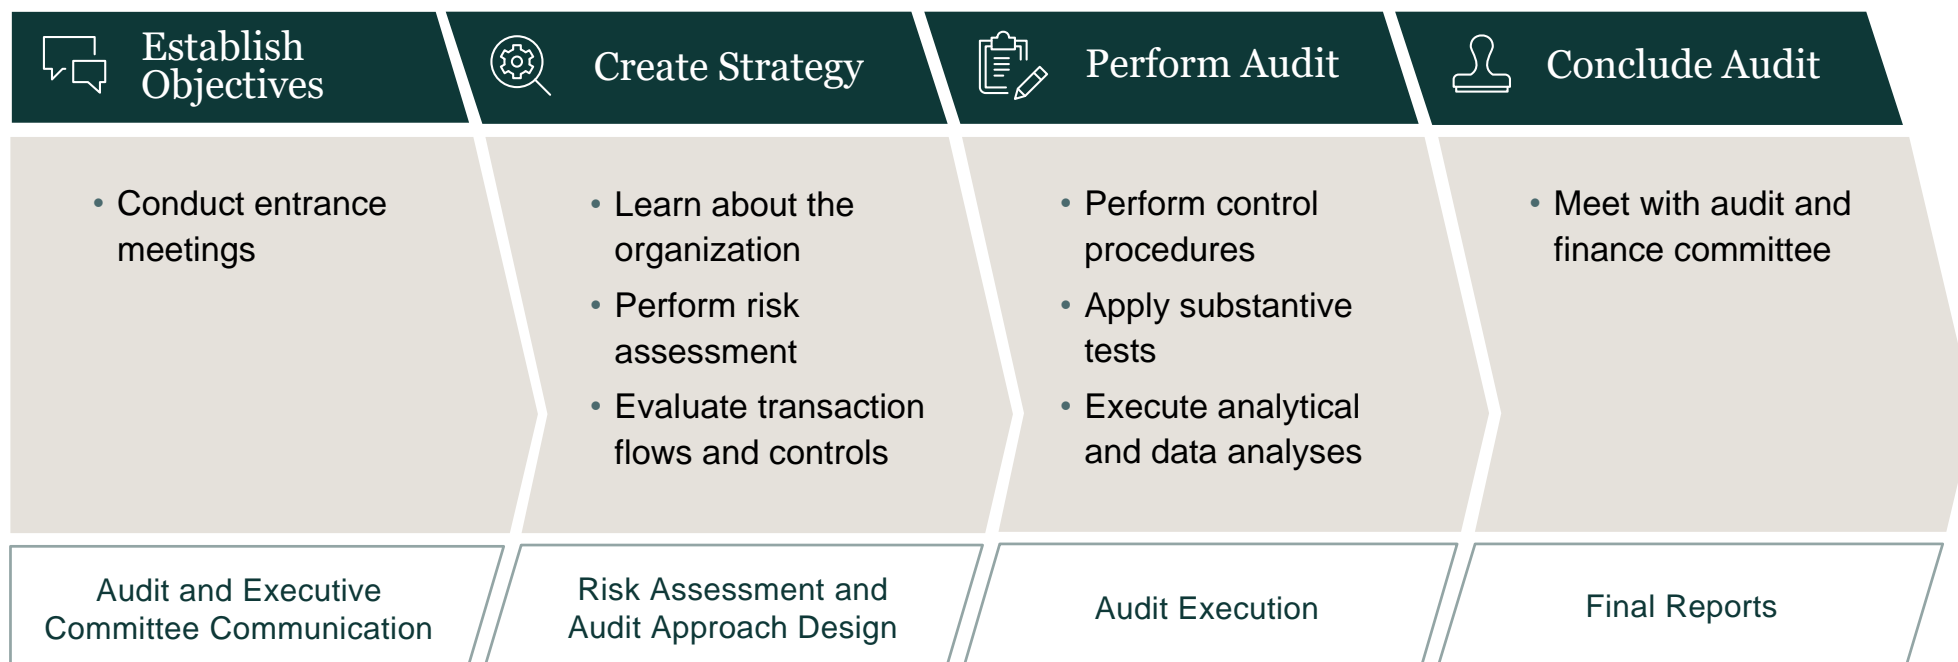 Establish
Objectives
Create Strategy
Perform Audit
Conclude Audit
• Conduct entrance
meetings
• Learn about the
organization
• Perform risk
assessment
• Evaluate transaction
flows and controls
• Perform control
procedures
• Apply substantive
tests
• Execute analytical
and data analyses
• Meet with audit and
finance committee
Audit and Executive
Committee Communication
Risk Assessment and
Audit Approach Design
Audit Execution
Final Reports